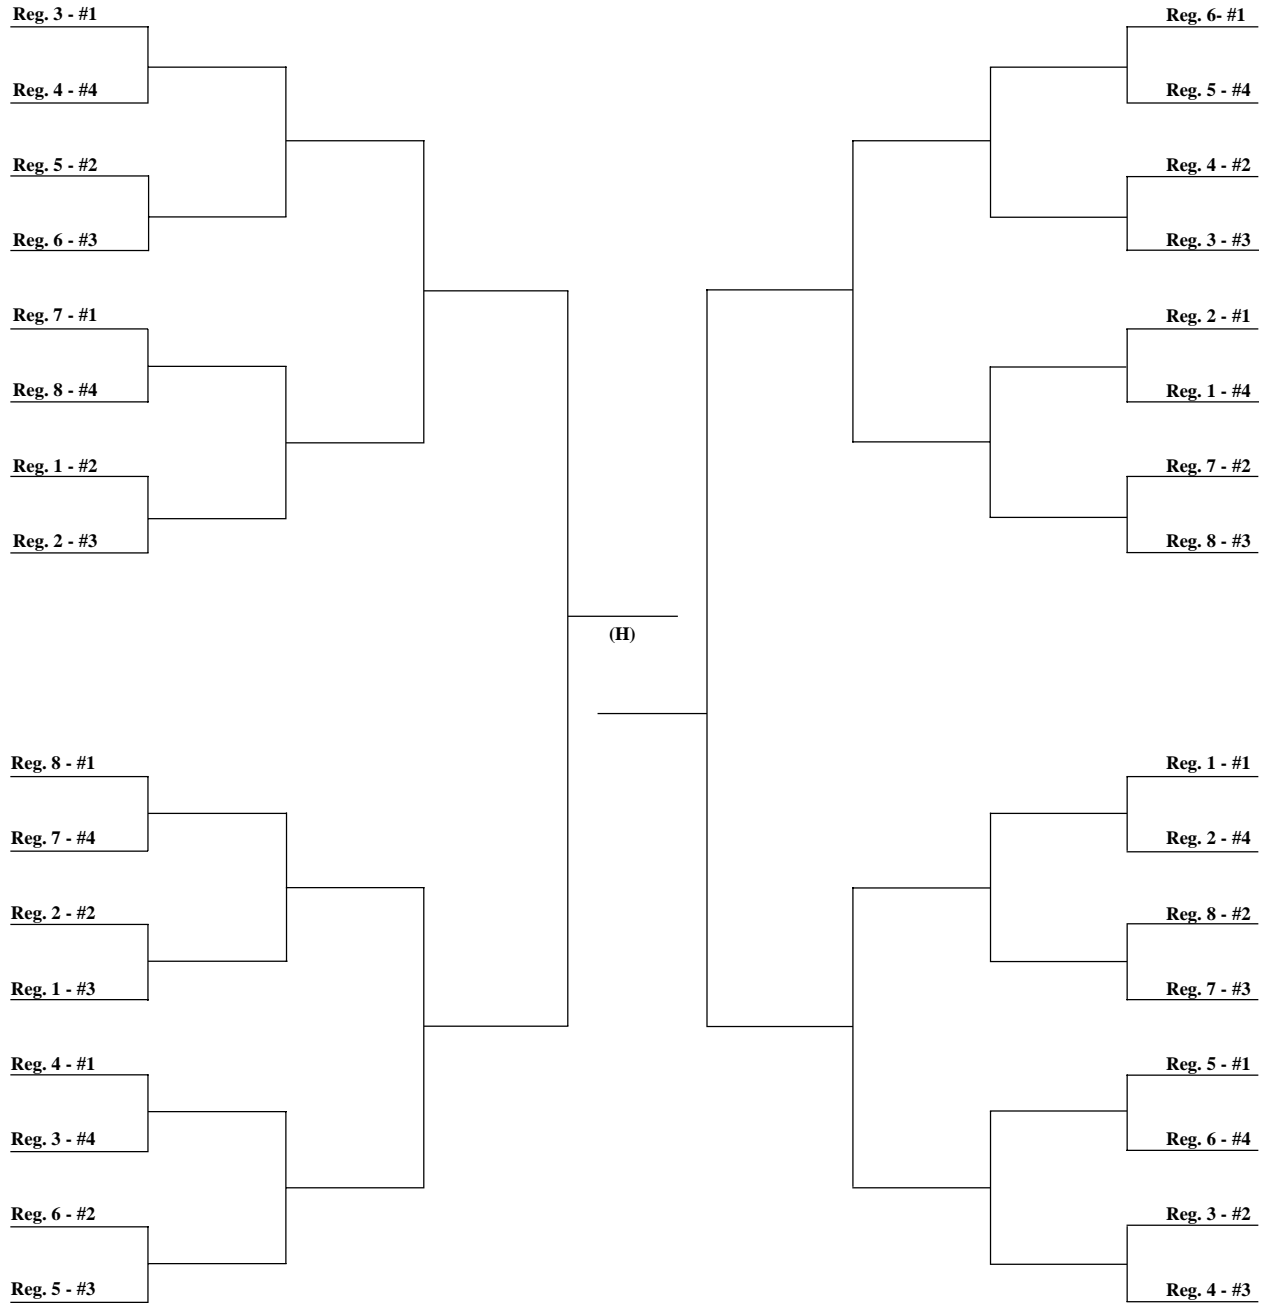 Reg. 3 - #1
Reg. 4 - #4
Reg. 5 - #2
Reg. 6 - #3
Reg. 7 - #1
Reg. 8 - #4
Reg. 1 - #2
Reg. 2 - #3
Reg. 8 - #1
Reg. 7 - #4
Reg. 2 - #2
Reg. 1 - #3
Reg. 4 - #1
Reg. 3 - #4
Reg. 6 - #2
Reg. 5 - #3
(H)
Reg. 6- #1
Reg. 5 - #4
Reg. 4 - #2
Reg. 3 - #3
Reg. 2 - #1
Reg. 1 - #4
Reg. 7 - #2
Reg. 8 - #3
Reg. 1 - #1
Reg. 2 - #4
Reg. 8 - #2
Reg. 7 - #3
Reg. 5 - #1
Reg. 6 - #4
Reg. 3 - #2
Reg. 4 - #3